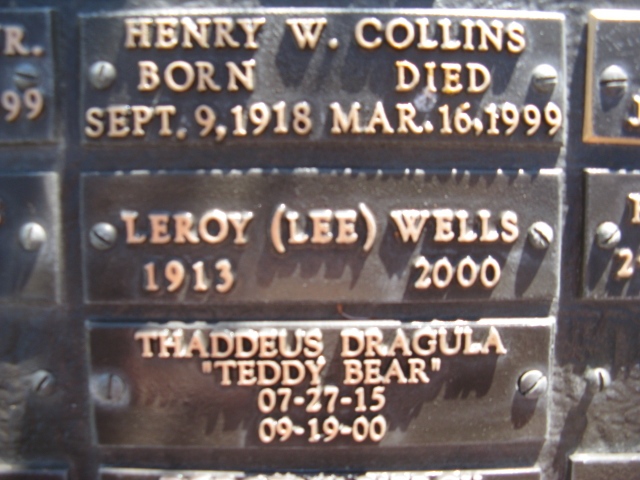 HENRY W. COLLINS
BORN DIED
SEPT. 9, 1918 MAR. 16, 1999
LEROY (LEE) WELLS
1913 2000
THADDEUS DRAGULA
"TEDDY BEAR"
07-27-15
09-19-00
R.
99